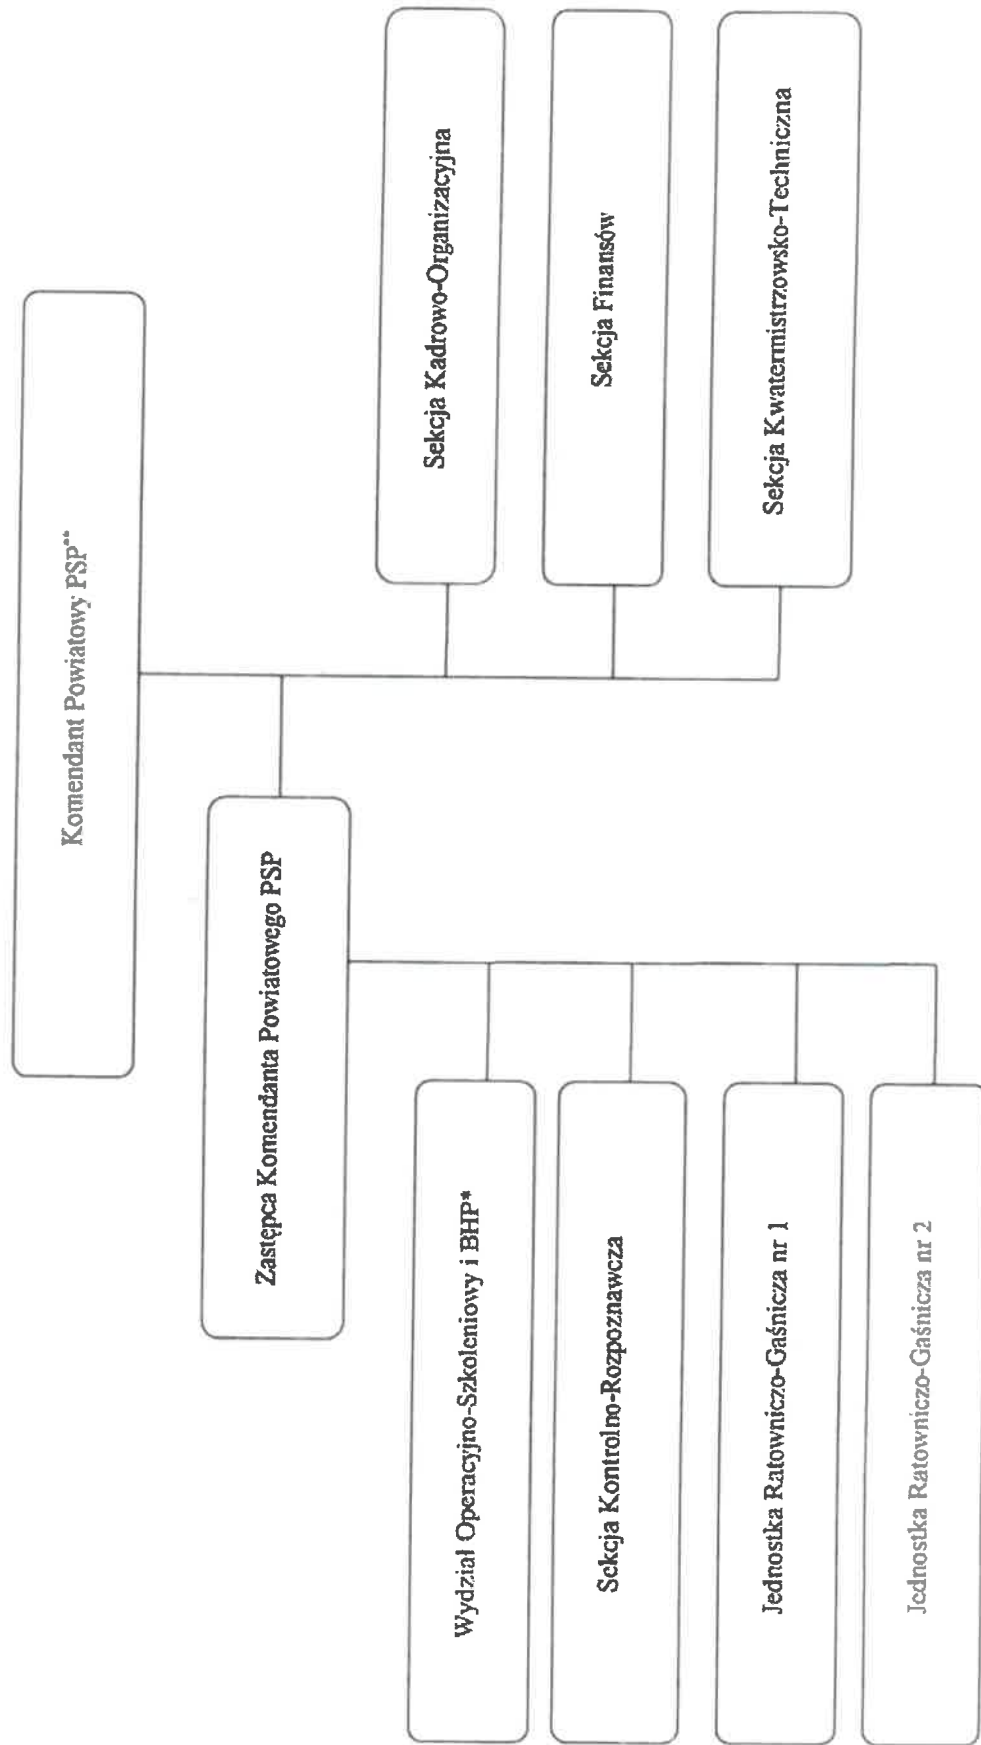 Komendant Powiatowy PSP**
Zastępca Komendanta Powiatowego PSP
Wydział Operacyjno-Szkoleniowy i BHP*
Sekcja Kontrolno-Rozpoznawcza
Jednostka Ratowniczo-Gaśnicza nr 1
Jednostka Ratowniczo-Gaśnicza nr 2
Sekcja Kadrowo-Organizacyjna
Sekcja Finansów
Sekcja Kwatermistrzowsko-Techniczna